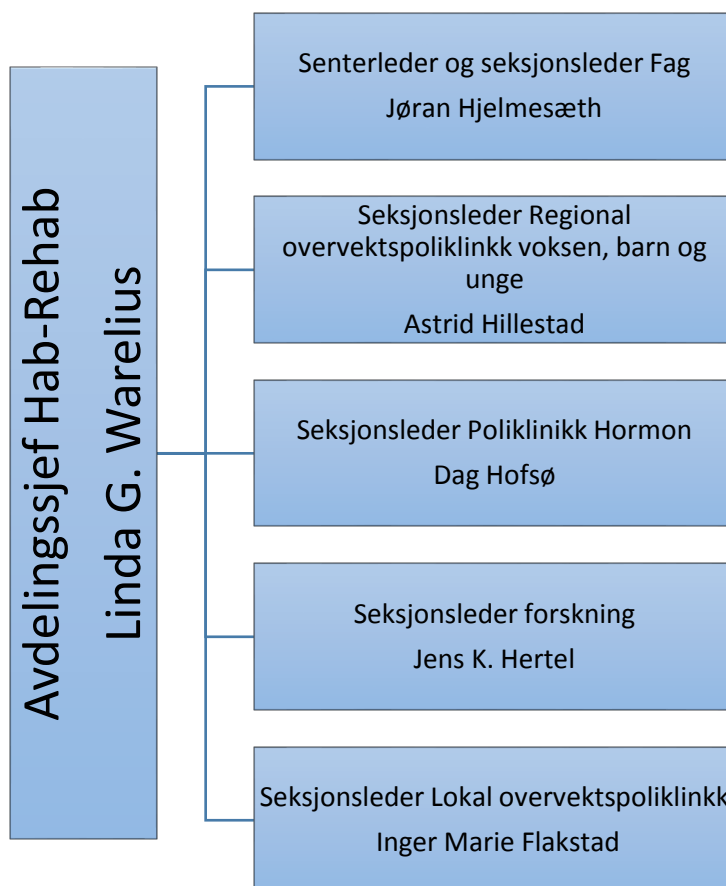 Avdelingssjef Hab-Rehab
Linda G. Warelius
Senterleder og seksjonsleder Fag
Jøran Hjelmesæth
Seksjonsleder Regional
overvektspoliklinkk voksen, barn og
unge
Astrid Hillestad
Seksjonsleder Poliklinikk Hormon
Dag Hofsø
Seksjonsleder forskning
Jens K. Hertel
Seksjonsleder Lokal overvektspoliklinkk
Inger Marie Flakstad